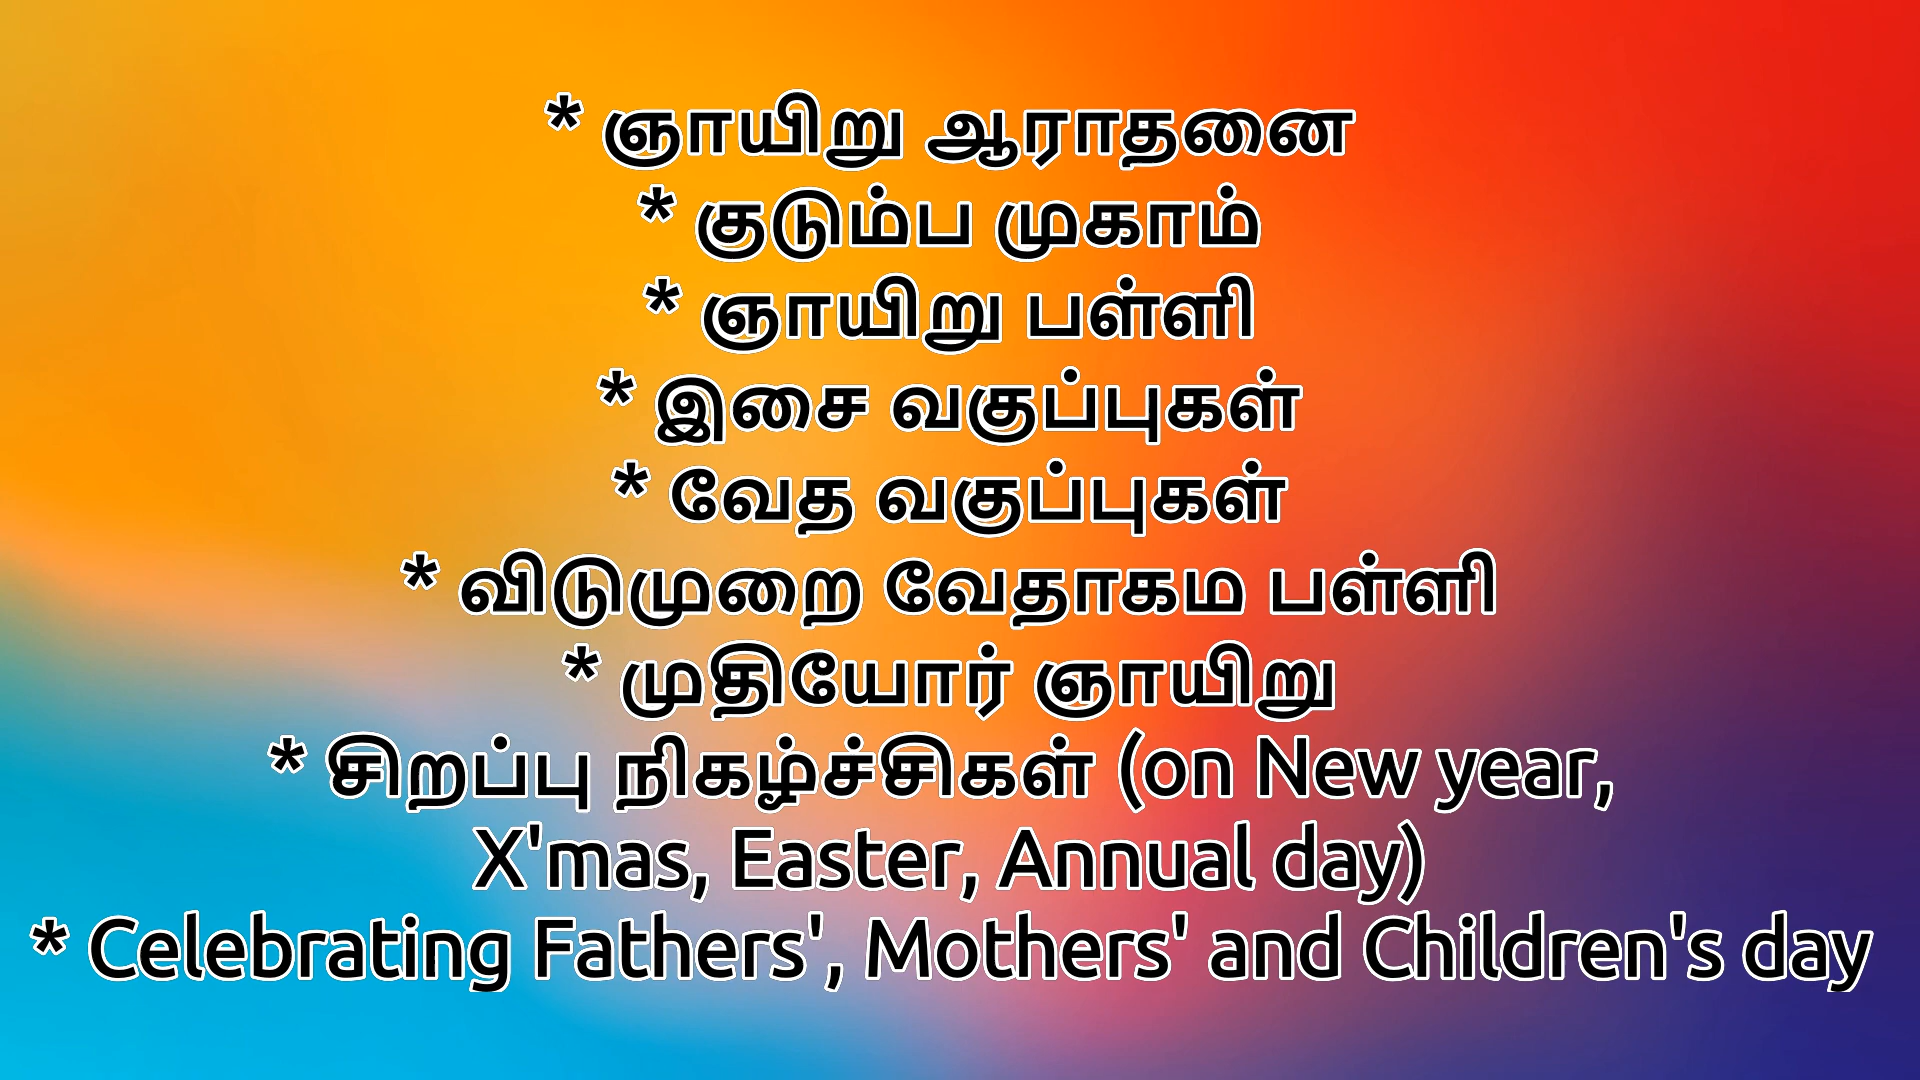 * ஞாயிறு ஆராதனை
* குடும்ப முகாம்
* ஞாயிறு பள்ளி
* இசை வகுப்புகள்
* வேத வகுப்புகள்
* விடுமுறை வேதாகம பள்ளி
* முதியோர் ஞாயிறு
* சிறப்பு நிகழ்ச்சிகள் (on New year,
X'mas, Easter, Annual day)
* Celebrating Fathers', Mothers' and Children's day